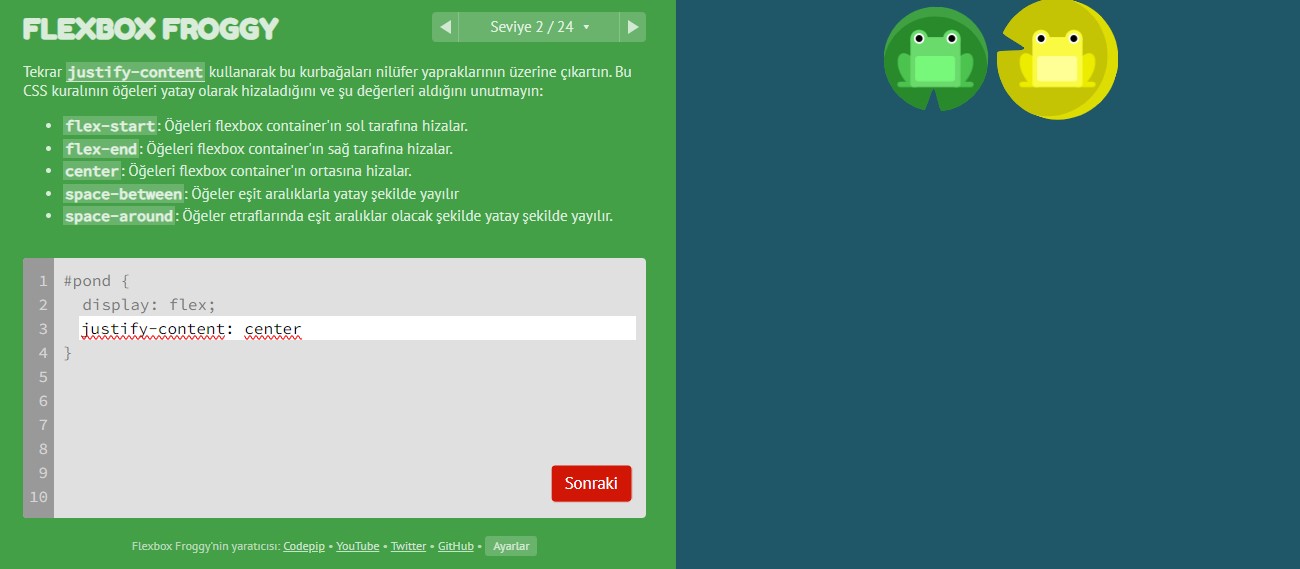 FLEXBOX FROGGY
Seviye 2 / 24
Tekrar justify-content kullanarak bu kurbağaları nilüfer yapraklarının üzerine çıkartın. Bu
CSS kuralının öğeleri yatay olarak hizaladığını ve şu değerleri aldığını unutmayın:
• flex-start: Öğeleri flexbox container'ın sol tarafına hizalar.
• flex-end: Öğeleri flexbox container'ın sağ tarafına hizalar.
• center: Öğeleri flexbox container'ın ortasına hizalar.
• space-between: Öğeler eşit aralıklarla yatay şekilde yayılır
• space-around: Öğeler etraflarında eşit aralıklar olacak şekilde yatay şekilde yayılır.
1 #pond {
2 display: flex;
3 justify-content: center
4 }
5
6
7
8
9
10
Sonraki
Flexbox Froggy'nin yaratıcısı: Codepip • YouTube • Twitter • GitHub • Ayarlar